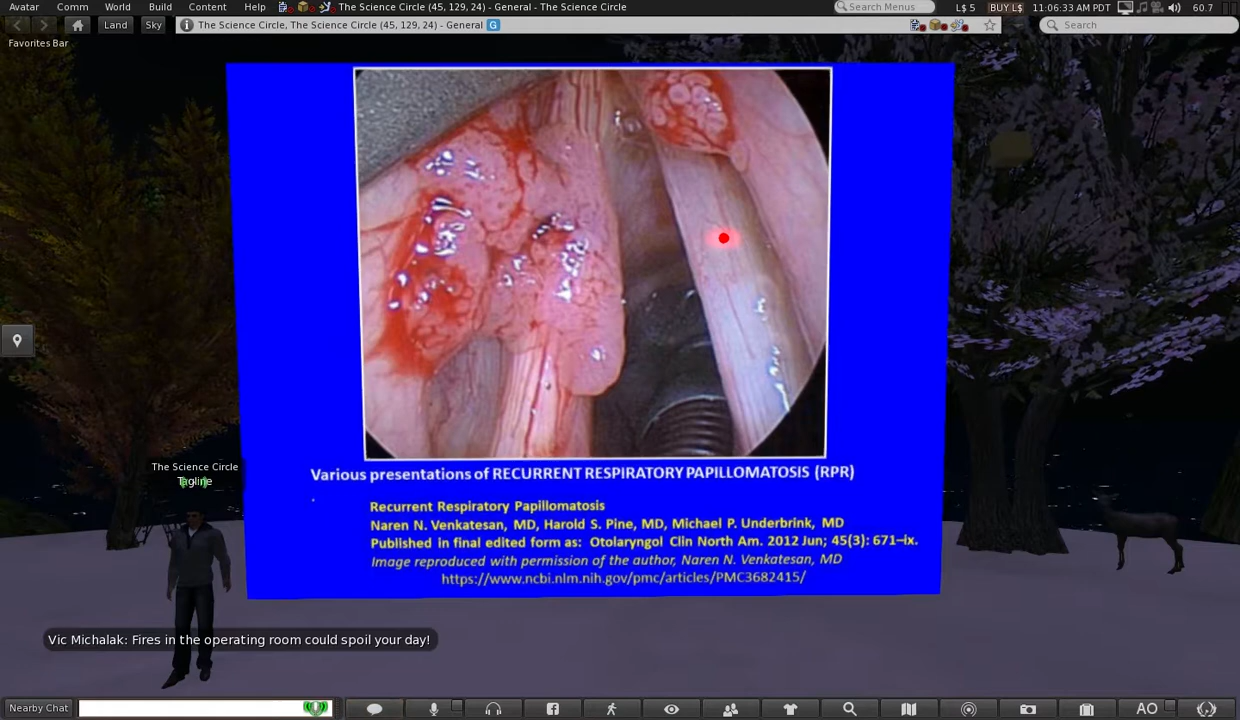 Avatar Comm World Build Content Help The Science Circle, The Science Circle (45, 129, 24) - General - The Science Circle Search Menus L$ 5 BUY L$ 11:06:33 AM PDT 60.7
Land Sky The Science Circle, The Science Circle (45, 129, 24) - General G Search
Favorites Bar
Various presentations of RECURRENT RESPIRATORY PAPILLOMATOSIS (RPR)
Recurrent Respiratory Papillomatosis
Naren N. Venkatesan, MD, Harold S. Pine, MD, Michael P. Underbrink, MD
Published in final edited form as: Otolaryngol Clin North Am. 2012 Jun; 45(3): 671–ix.
Image reproduced with permission of the author, Naren N. Venkatesan, MD
https://www.ncbi.nlm.nih.gov/pmc/articles/PMC3682415/
The Science Circle
Tagline
Vic Michalak: Fires in the operating room could spoil your day!
Nearby Chat AO